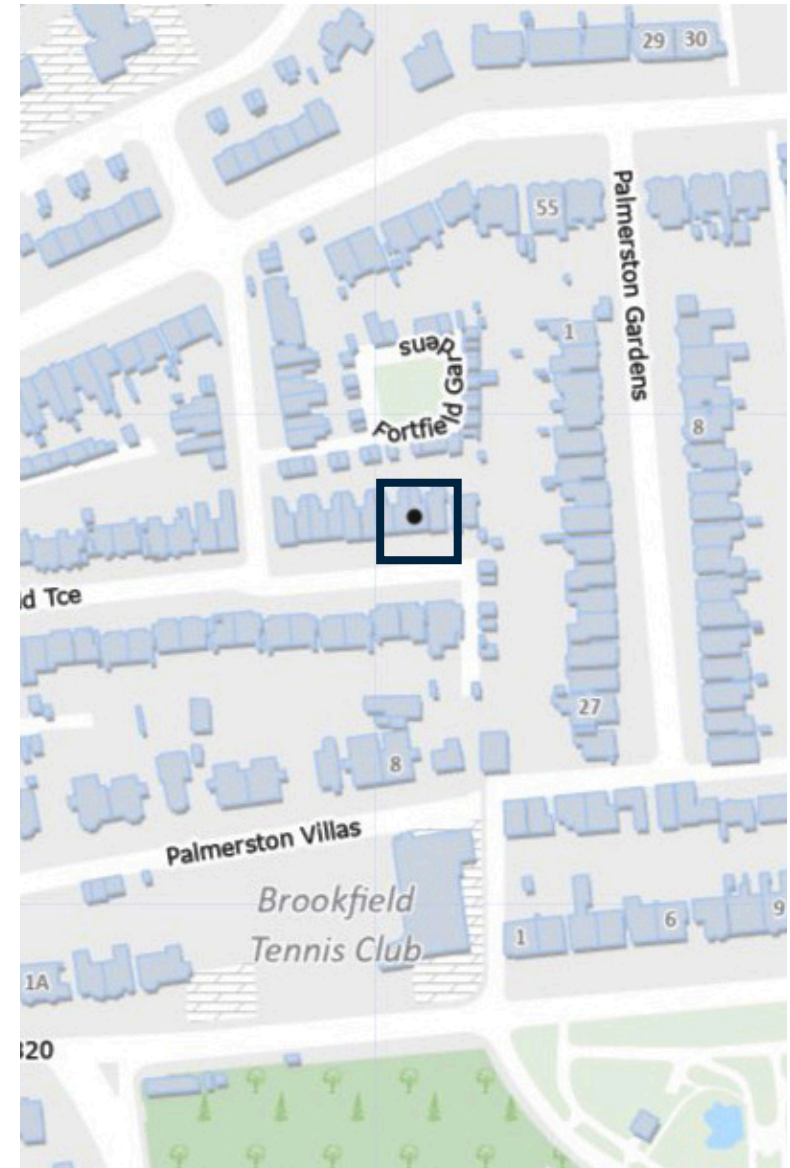 29
30
55
Palmerston Gardens
1
Fortfield Gardens
8
d Tce
27
8
Palmerston Villas
Brookfield
Tennis Club
1
6
9
1A
320